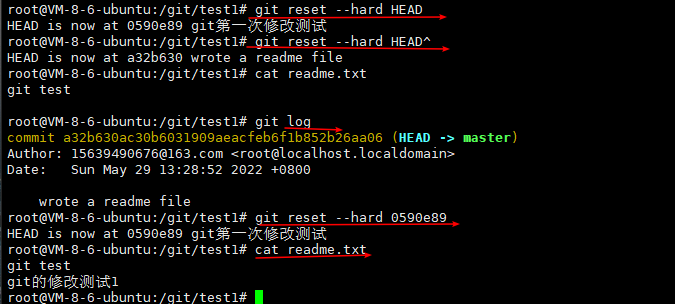 root@VM-8-6-ubuntu:/git/test1# git reset --hard HEAD
HEAD is now at 0590e89 git第一次修改测试
root@VM-8-6-ubuntu:/git/test1# git reset --hard HEAD^
HEAD is now at a32b630 wrote a readme file
root@VM-8-6-ubuntu:/git/test1# cat readme.txt
git test
root@VM-8-6-ubuntu:/git/test1# git log
commit a32b630ac30b6031909aeacfeb6f1b852b26aa06 (HEAD -> master)
Author: 15639490676@163.com <root@localhost.localdomain>
Date:   Sun May 29 13:28:52 2022 +0800
    wrote a readme file
root@VM-8-6-ubuntu:/git/test1# git reset --hard 0590e89
HEAD is now at 0590e89 git第一次修改测试
root@VM-8-6-ubuntu:/git/test1# cat readme.txt
git test
git的修改测试1
root@VM-8-6-ubuntu:/git/test1#